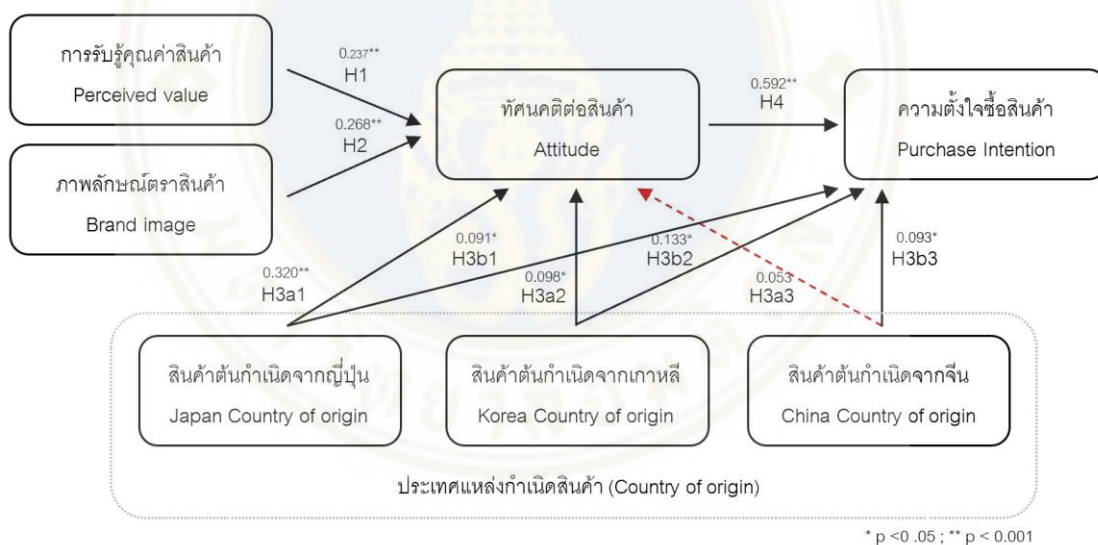 การรับรู้คุณค่าสินค้า
Perceived value
0.237**
H1
ทัศนคติต่อสินค้า
Attitude
0.592**
H4
ความตั้งใจซื้อสินค้า
Purchase Intention
0.268**
H2
ภาพลักษณ์ตราสินค้า
Brand image
0.320**
H3a1
0.091*
H3b1
0.098*
H3a2
0.133*
H3b2
0.053
H3a3
0.093*
H3b3
สินค้าต้นกำเนิดจากญี่ปุ่น
Japan Country of origin
สินค้าต้นกำเนิดจากเกาหลี
Korea Country of origin
สินค้าต้นกำเนิดจากจีน
China Country of origin
ประเทศแหล่งกำเนิดสินค้า (Country of origin)
* p <0 .05 ; ** p < 0.001